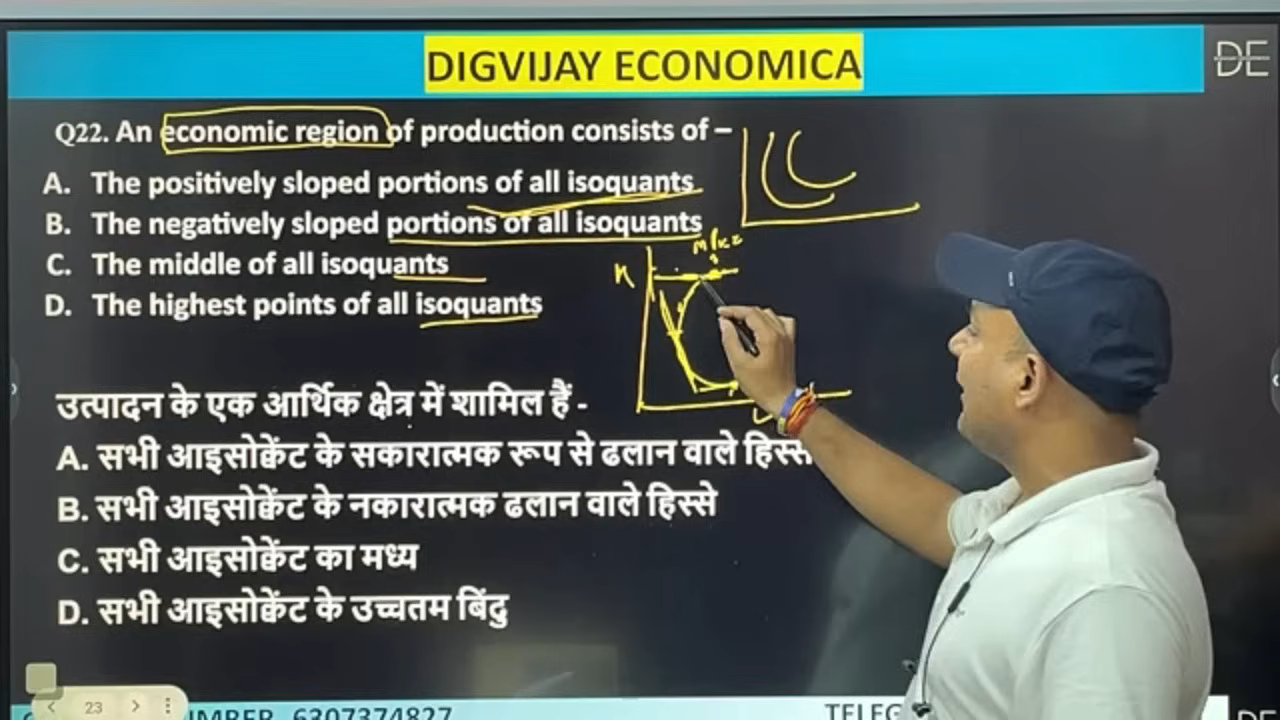 DIGVIJAY ECONOMICA
DE
Q22. An economic region of production consists of –
A. The positively sloped portions of all isoquants
B. The negatively sloped portions of all isoquants
C. The middle of all isoquants
D. The highest points of all isoquants
K
उत्पादन के एक आर्थिक क्षेत्र में शामिल हैं -
A. सभी आइसोक्वेंट के सकारात्मक रूप से ढलान वाले हिस्से
B. सभी आइसोक्वेंट के नकारात्मक ढलान वाले हिस्से
C. सभी आइसोक्वेंट का मध्य
D. सभी आइसोक्वेंट के उच्चतम बिंदु
23
6307374827
DE